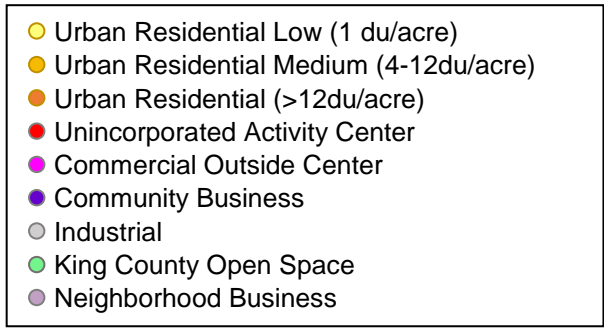 Urban Residential Low (1 du/acre)
Urban Residential Medium (4-12du/acre)
Urban Residential (>12du/acre)
Unincorporated Activity Center
Commercial Outside Center
Community Business
Industrial
King County Open Space
Neighborhood Business